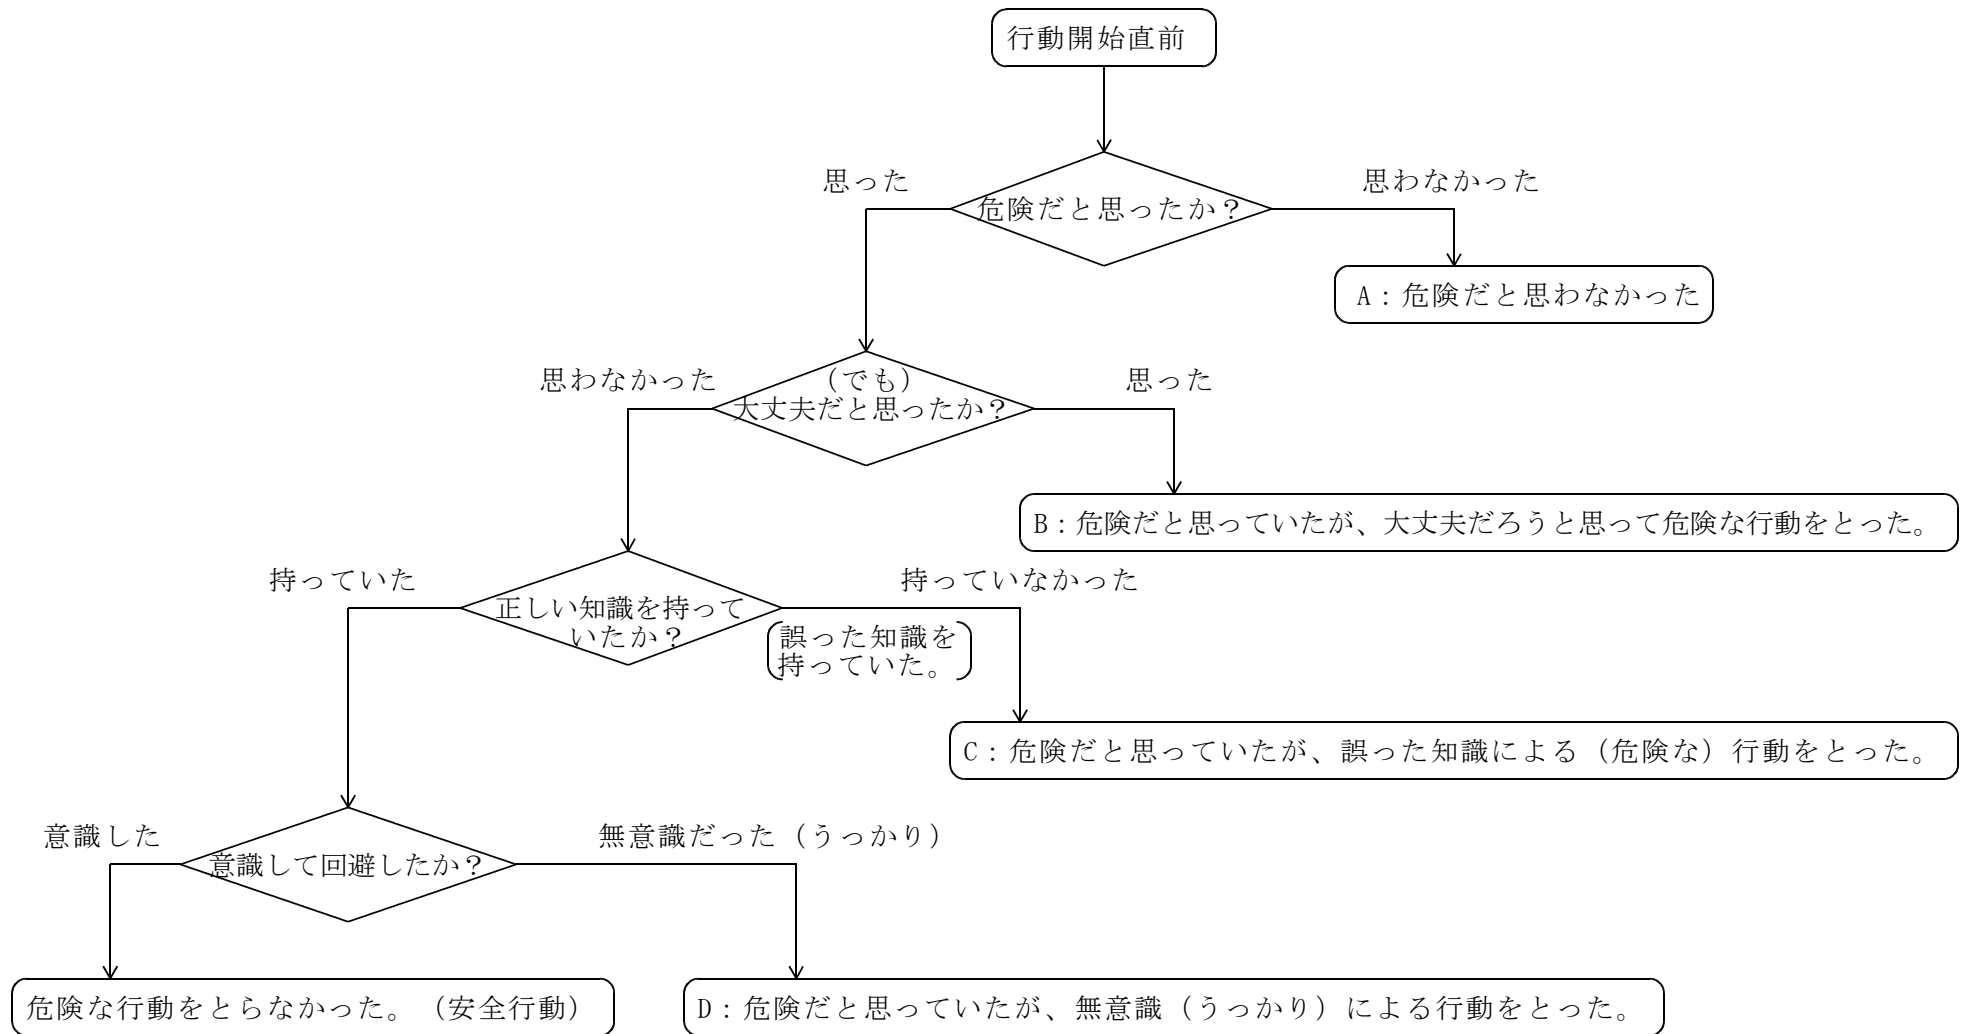 行動開始直前
思った
思わなかった
危険だと思ったか？
A：危険だと思わなかった
思わなかった
（でも）
大丈夫だと思ったか？
思った
B：危険だと思っていたが、大丈夫だろうと思って危険な行動をとった。
持っていた
持っていなかった
正しい知識を持って
いたか？
誤った知識を
持っていた。
C：危険だと思っていたが、誤った知識による（危険な）行動をとった。
意識した
無意識だった（うっかり）
意識して回避したか？
危険な行動をとらなかった。（安全行動）
D：危険だと思っていたが、無意識（うっかり）による行動をとった。